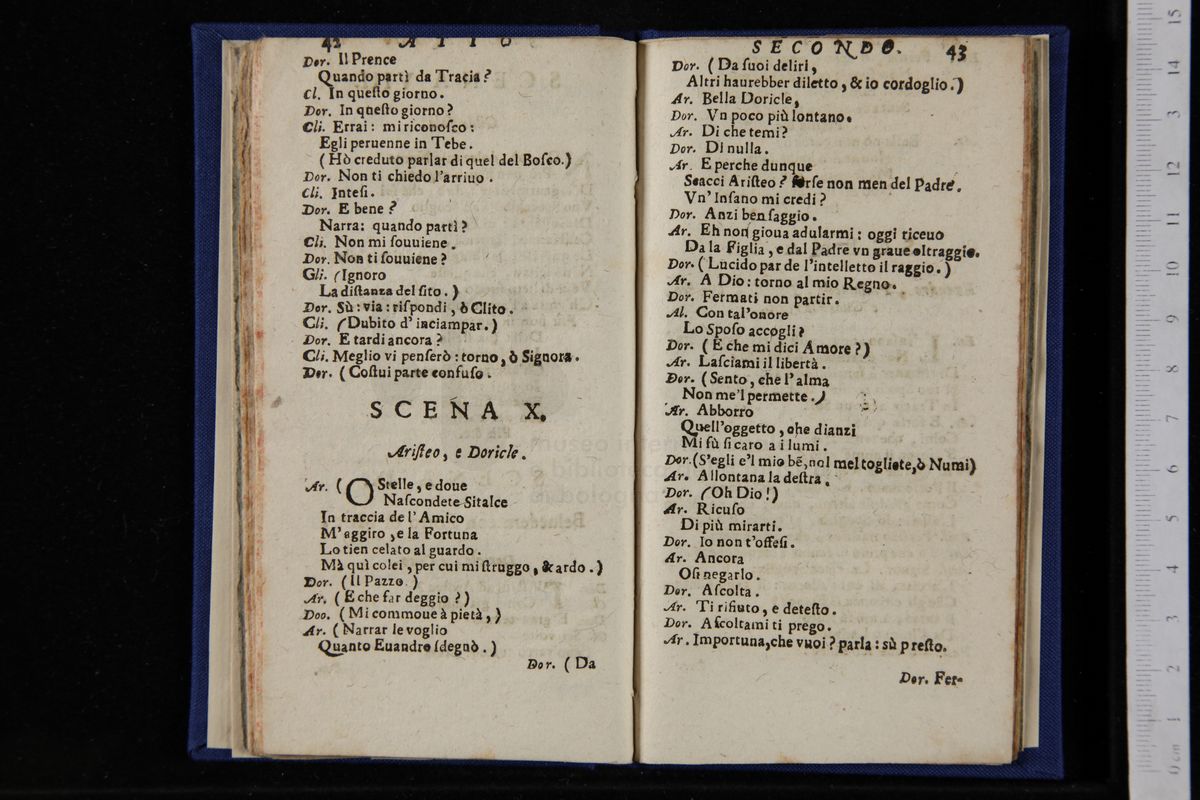 42 ATTO
Dor. Il Prence
Quando partì da Tracia?
Cl. In queſto giorno.
Dor. In queſto giorno?
Cli. Errai: mi riconoſco:
Egli peruenne in Tebe.
(Hò creduto parlar di quel del Boſco.)
Dor. Non ti chiedo l'arriuo.
Cli. Inteſi.
Dor. E bene?
Narra: quando partì?
Cli. Non mi ſouuiene.
Dor. Non ti ſouuiene?
Gli. (Ignoro
La diſtanza del ſito.)
Dor. Sù: via: riſpondi, ò Clito.
Cli. (Dubito d'inciampar.)
Dor. E tardi ancora?
Cli. Meglio vi penſerò: torno, ò Signora.
Dor. (Coſtui parte confuſo.
SCENA X.
Ariſteo, e Doricle.
Ar. (O Stelle, e doue
Naſcondete Sitalce
In traccia de l'Amico
M'aggiro, e la Fortuna
Lo tien celato al guardo.
Mà quì colei, per cui mi ſtruggo, & ardo.)
Dor. (Il Pazzo)
Ar. (E che far deggio?)
Doo. (Mi commoue à pietà,)
Ar. (Narrar le voglio
Quanto Euandro ſdegnò.)
Dor. (Da
SECONDO. 43
Dor. (Da ſuoi deliri,
Altri haurebber diletto, & io cordoglio.)
Ar. Bella Doricle,
Dor. Vn poco più lontano.
Ar. Di che temi?
Dor. Di nulla.
Ar. E perche dunque
Scacci Ariſteo? forſe non men del Padre.
Vn' Inſano mi credi?
Dor. Anzi ben ſaggio.
Ar. Eh non gioua adularmi: oggi riceuo
Da la Figlia, e dal Padre vn graue oltraggio.
Dor. (Lucido par de l'intelletto il raggio.)
Ar. A Dio: torno al mio Regno.
Dor. Fermati non partir.
Al. Con tal'onore
Lo Spoſo accogli?
Dor. (E che mi dici Amore?)
Ar. Laſciami il libertà.
Dor. (Sento, che l'alma
Non me'l permette.)
Ar. Abborro
Quell'oggetto, che dianzi
Mi fù ſi caro a i lumi.
Dor. (S'egli e'l mio bẽ, nol mel togliete, ò Numi)
Ar. Allontana la deſtra.
Dor. (Oh Dio!)
Ar. Ricuſo
Di più mirarti.
Dor. Io non t'offeſi.
Ar. Ancora
Oſi negarlo.
Dor. Aſcolta.
Ar. Ti rifiuto, e deteſto.
Dor. Aſcoltami ti prego.
Ar. Importuna, che vuoi? parla: sù preſto.
Dor. Fer-